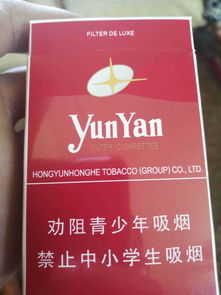 FILTER DE LUXE
YunYan
FILTER CIGARETTES
HONGYUNHONGHE TOBACCO (GROUP) CO., LTD.
劝阻青少年吸烟
禁止中小学生吸烟